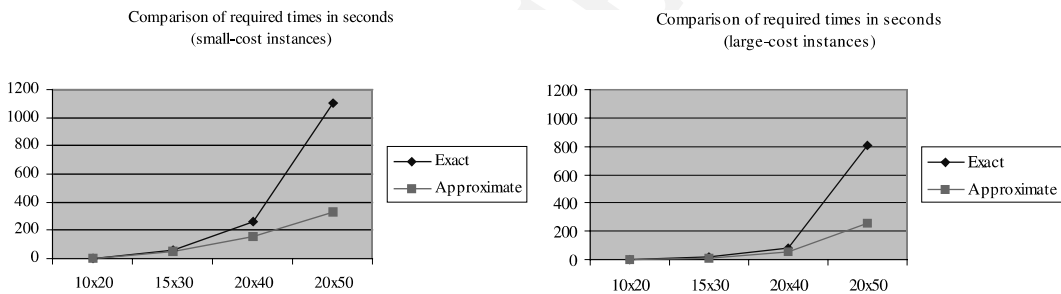 Comparison of required times in seconds
(small-cost instances)
1200
1000
800
600
400
200
0
10x20 15x30 20x40 20x50
Exact
Approximate
Comparison of required times in seconds
(large-cost instances)
1200
1000
800
600
400
200
0
10x20 15x30 20x40 20x50
Exact
Approximate